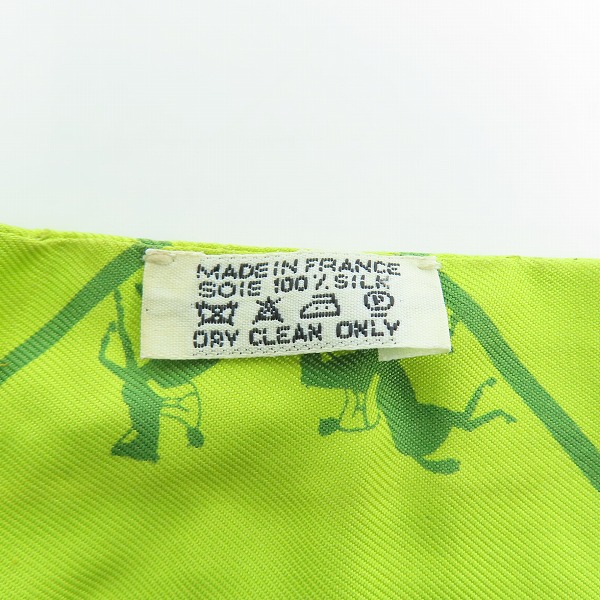 MADE IN FRANCE
SOIE 100% SILK
DRY CLEAN ONLY